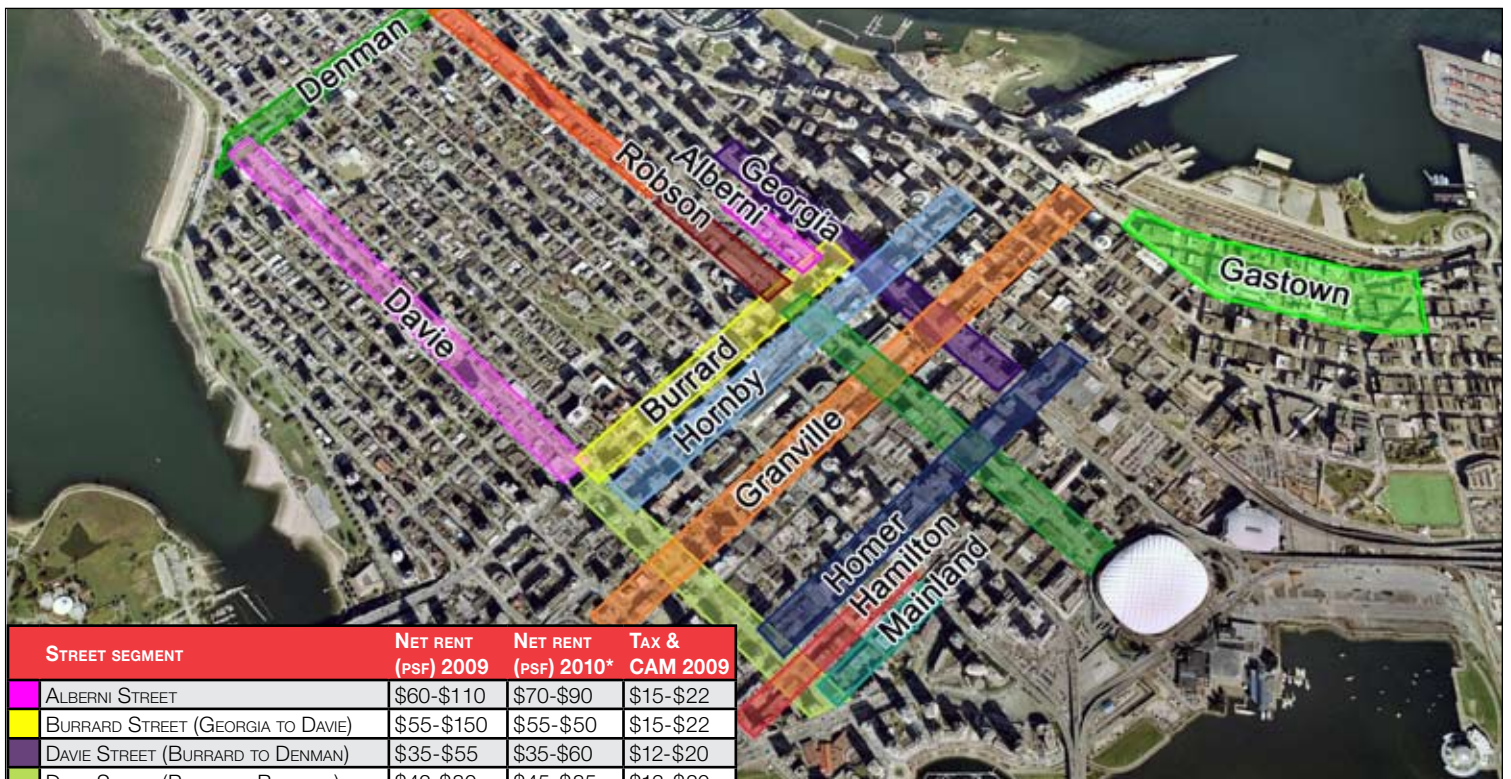 Denman
Robson
Alberni
Georgia
Gastown
Davie
Burrard
Hornby
Granville
Homer
Hamilton
Mainland
STREET SEGMENT NET RENT (PSF) 2009 NET RENT (PSF) 2010* TAX & CAM 2009
ALBERNI STREET $60-$110 $70-$90 $15-$22
BURRARD STREET (GEORGIA TO DAVIE) $55-$150 $55-$50 $15-$22
DAVIE STREET (BURRARD TO DENMAN) $35-$55 $35-$60 $12-$20